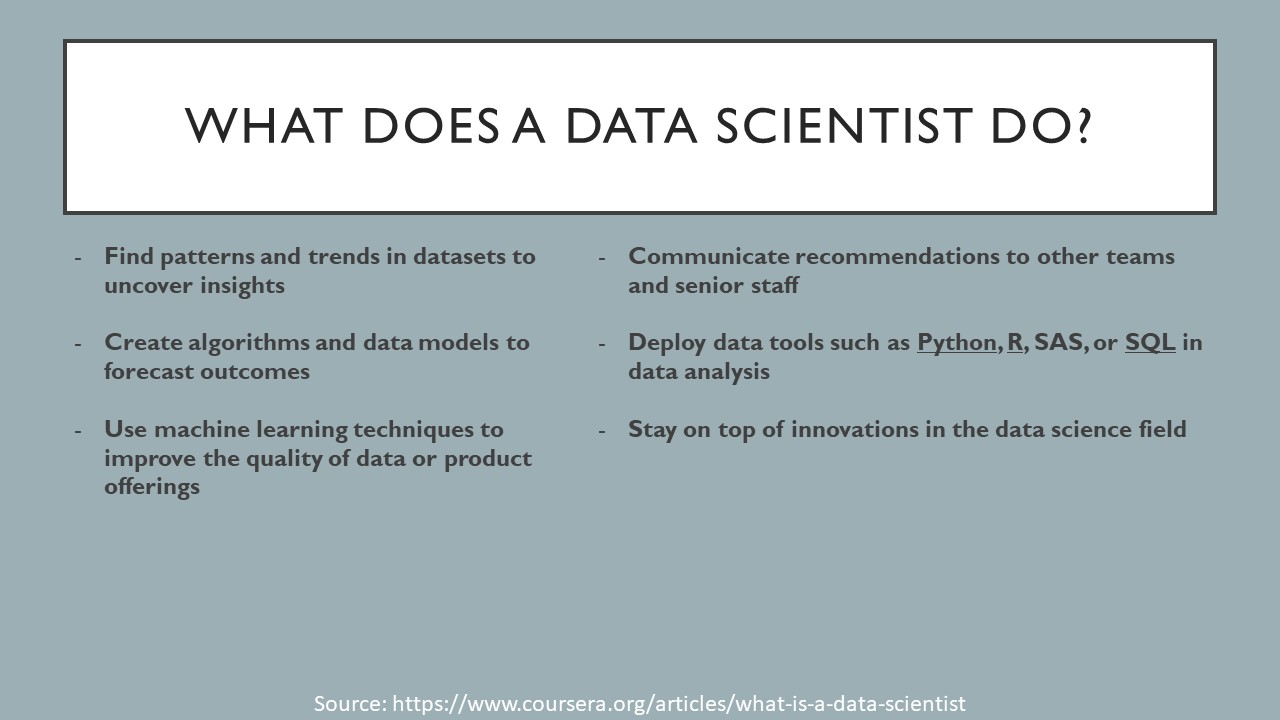 WHAT DOES A DATA SCIENTIST DO?
- Find patterns and trends in datasets to
uncover insights
- Create algorithms and data models to
forecast outcomes
- Use machine learning techniques to
improve the quality of data or product
offerings
- Communicate recommendations to other teams
and senior staff
- Deploy data tools such as Python, R, SAS, or SQL in
data analysis
- Stay on top of innovations in the data science field
Source: https://www.coursera.org/articles/what-is-a-data-scientist